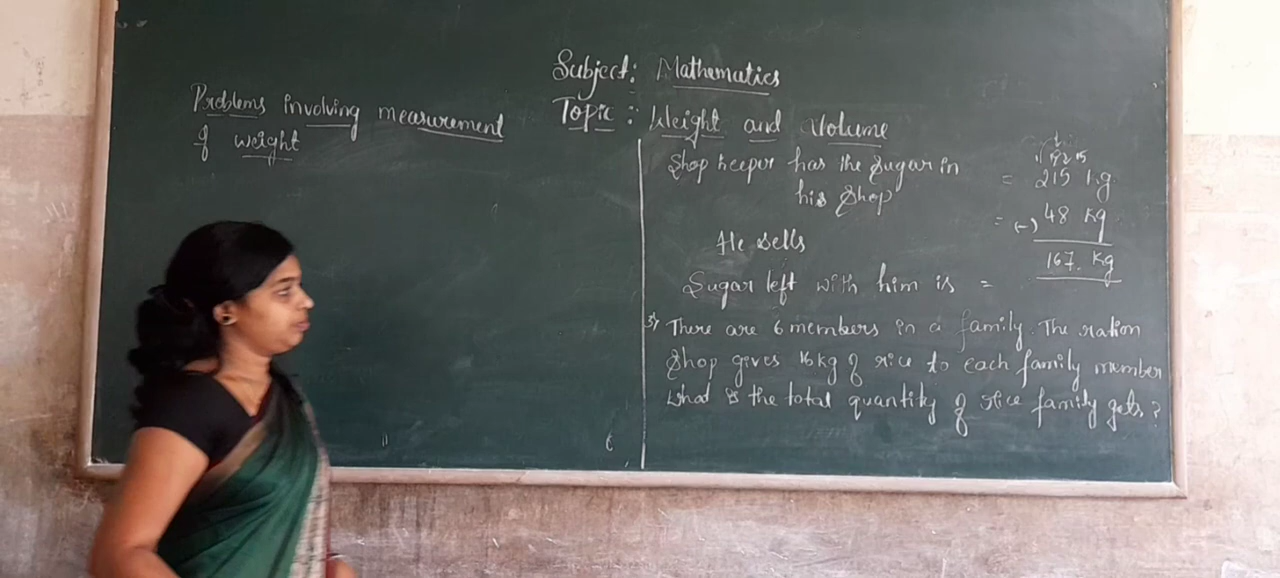 Subject: Mathematics
Topic: Weight and Volume
Problems involving measurement
of weight
Shop keeper has the Sugar in
his Shop
= 215 kg
He sells
= (-) 48 kg
Sugar left with him is =
167. kg
3) There are 6 members in a family. The ration
Shop gives 16 kg of rice to each family member
what is the total quantity of rice family gets?